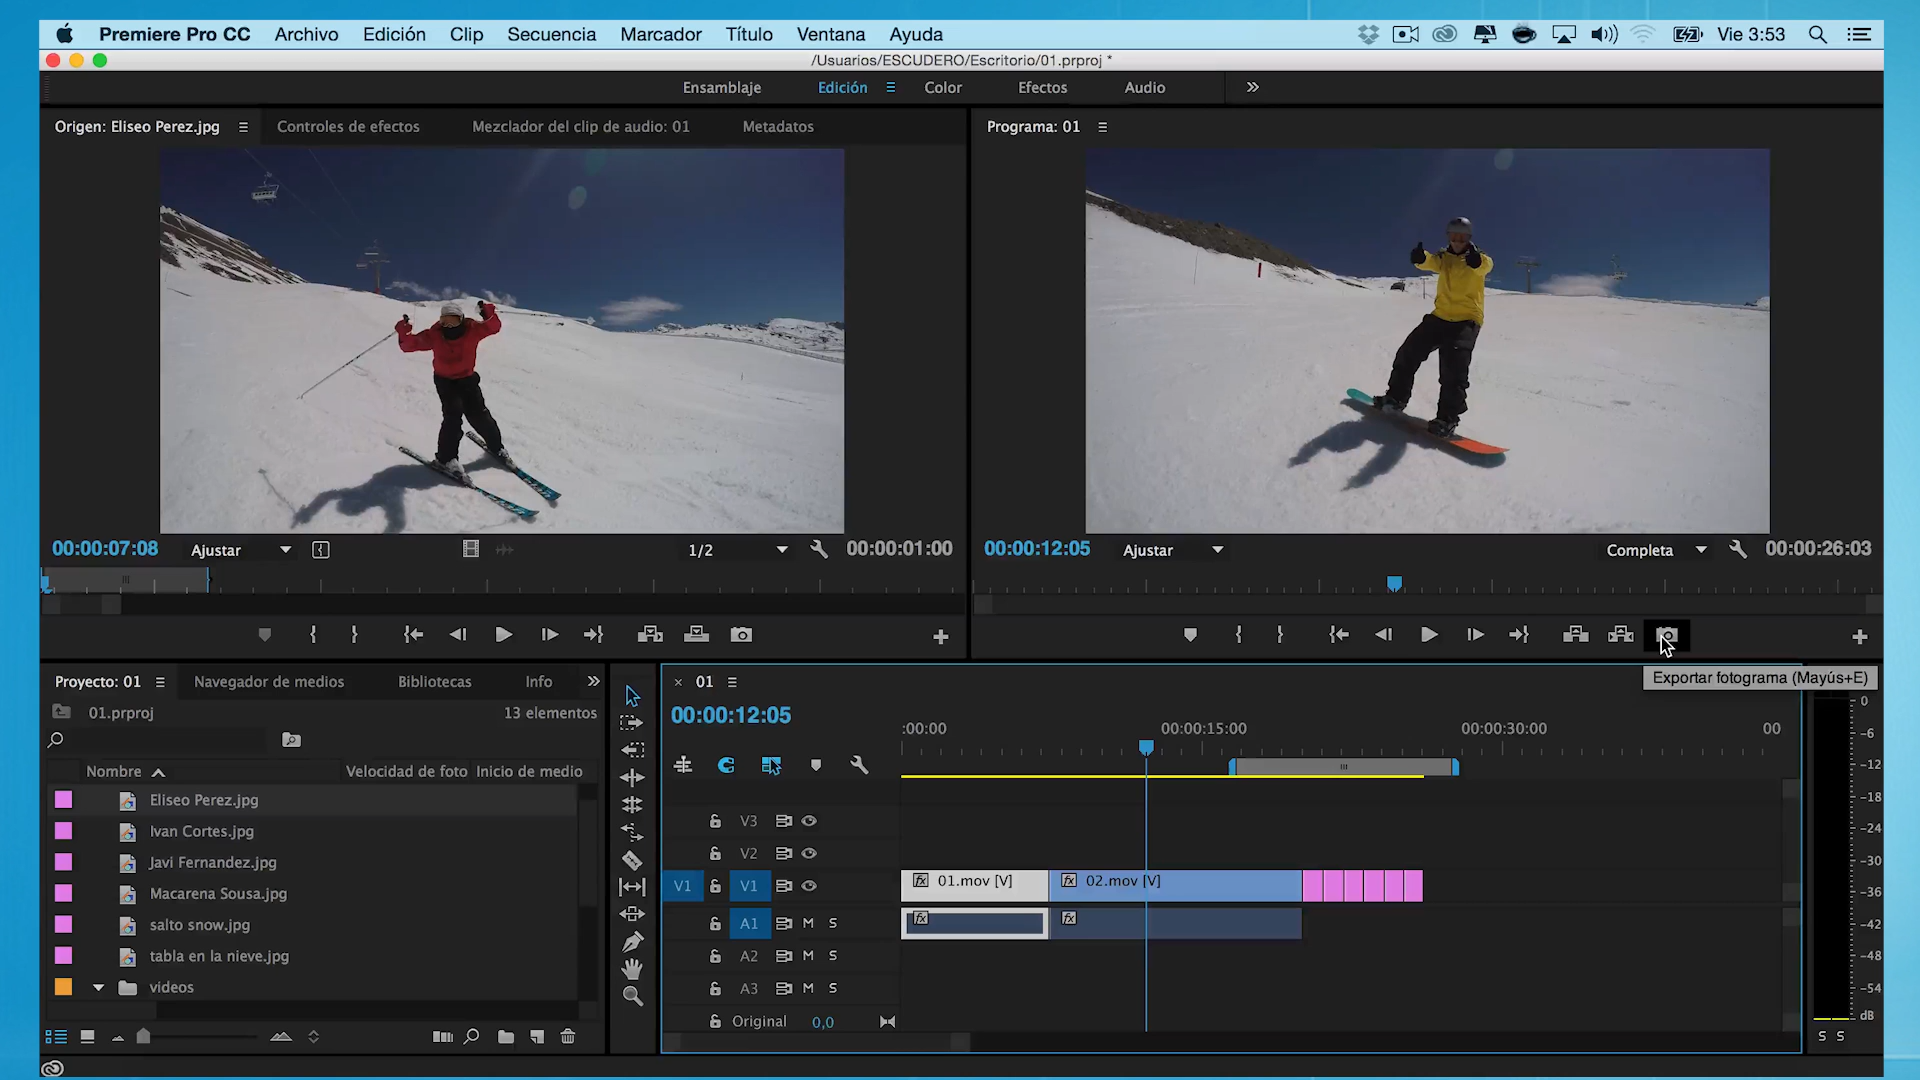 Premiere Pro CC Archivo Edición Clip Secuencia Marcador Título Ventana Ayuda Vie 3:53
/Usuarios/ESCUDERO/Escritorio/01.prproj *
Ensamblaje Edición Color Efectos Audio
Origen: Eliseo Perez.jpg Controles de efectos Mezclador del clip de audio: 01 Metadatos
Programa: 01
00:00:07:08 Ajustar 1/2 00:00:01:00
00:00:12:05 Ajustar Completa 00:00:26:03
Exportar fotograma (Mayús+E)
Proyecto: 01 Navegador de medios Bibliotecas Info
01.prproj 13 elementos
Nombre Velocidad de foto Inicio de medio
Eliseo Perez.jpg
Ivan Cortes.jpg
Javi Fernandez.jpg
Macarena Sousa.jpg
salto snow.jpg
tabla en la nieve.jpg
videos
01
00:00:12:05
:00:00 00:00:15:00 00:00:30:00 00
V3
V2
V1 V1 fx 01.mov [V] fx 02.mov [V]
A1 M S fx fx
A2 M S
A3 M S
Original 0,0
0
-6
-12
-18
-24
-30
-36
-42
-48
-54
dB
S S